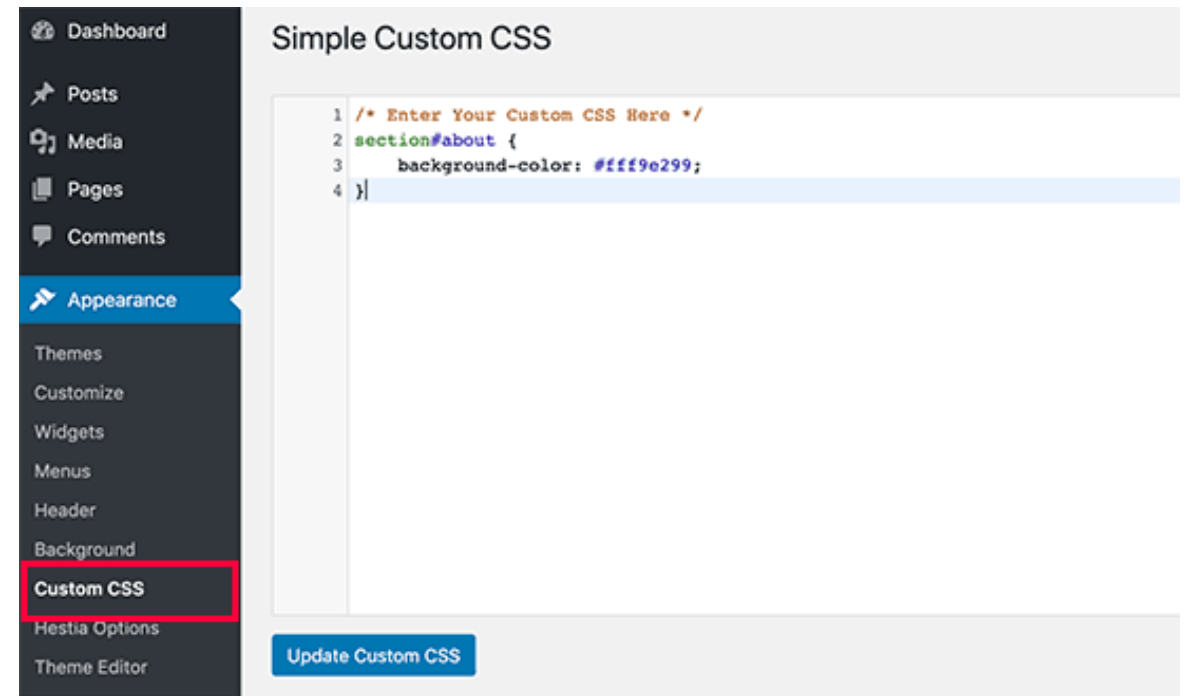 Dashboard
Posts
Media
Pages
Comments
Appearance
Themes
Customize
Widgets
Menus
Header
Background
Custom CSS
Hestia Options
Theme Editor
Simple Custom CSS
1 /* Enter Your Custom CSS Here */
2 section#about {
3     background-color: #fff9e299;
4 }
Update Custom CSS